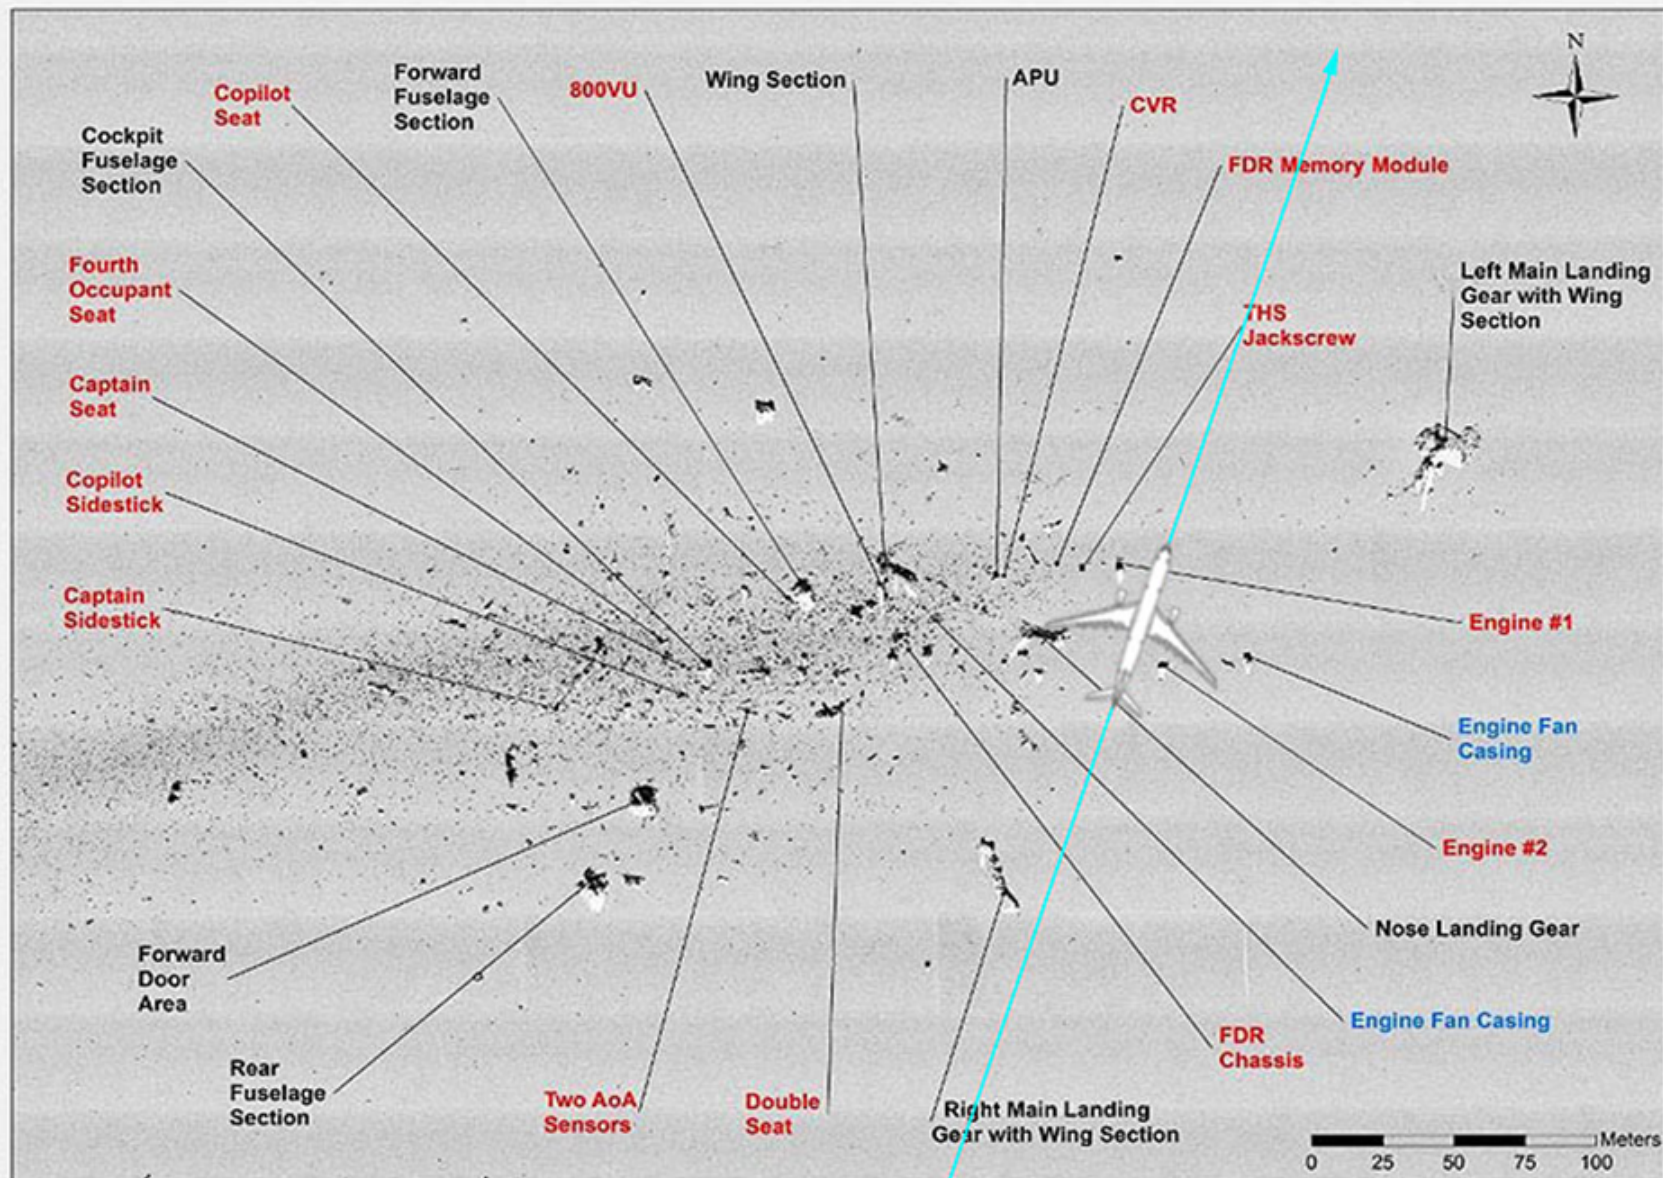 N
Copilot
Seat
Forward
Fuselage
Section
800VU
Wing Section
APU
CVR
Cockpit
Fuselage
Section
FDR Memory Module
Fourth
Occupant
Seat
Left Main Landing
Gear with Wing
Section
THS
Jackscrew
Captain
Seat
Copilot
Sidestick
Captain
Sidestick
Engine #1
Engine Fan
Casing
Engine #2
Nose Landing Gear
Forward
Door
Area
Engine Fan Casing
FDR
Chassis
Rear
Fuselage
Section
Two AoA
Sensors
Double
Seat
Right Main Landing
Gear with Wing Section
Meters
0 25 50 75 100